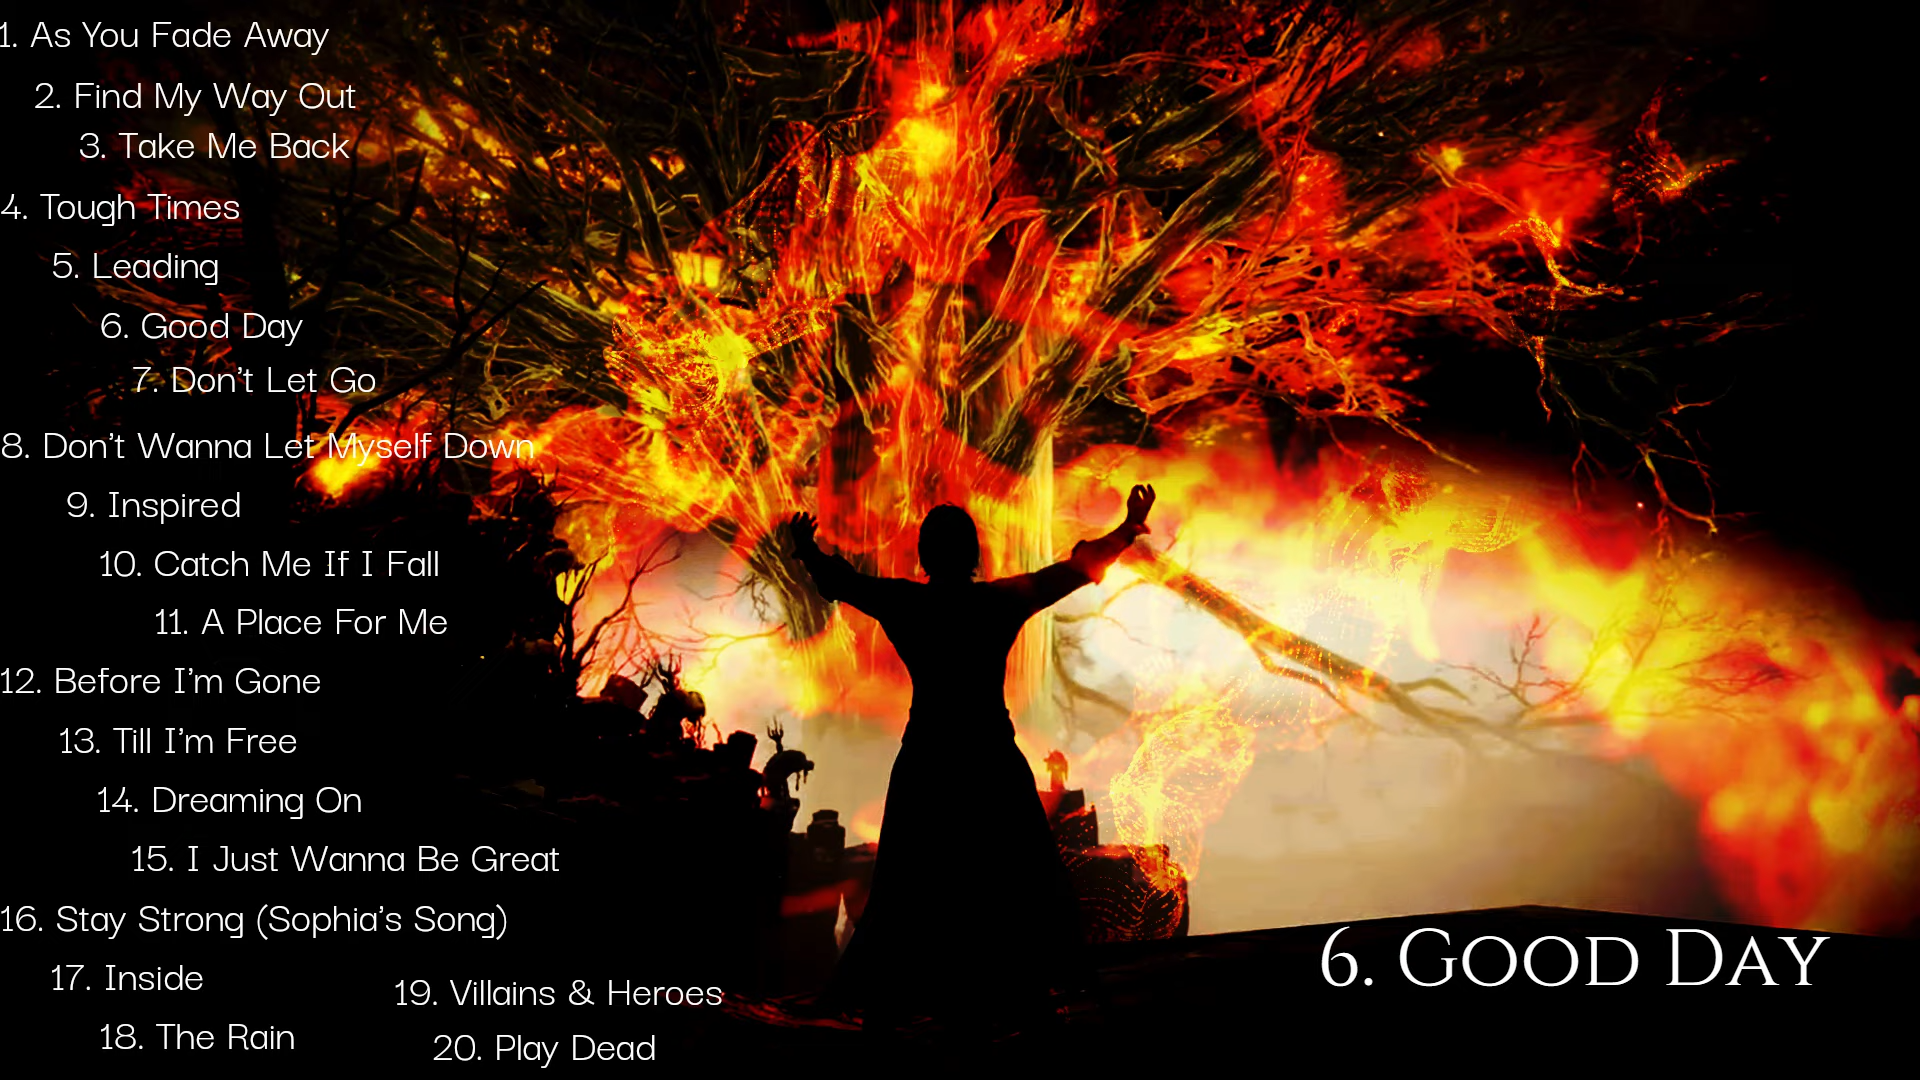 1. As You Fade Away
2. Find My Way Out
3. Take Me Back
4. Tough Times
5. Leading
6. Good Day
7. Don't Let Go
8. Don't Wanna Let Myself Down
9. Inspired
10. Catch Me If I Fall
11. A Place For Me
12. Before I'm Gone
13. Till I'm Free
14. Dreaming On
15. I Just Wanna Be Great
16. Stay Strong (Sophia's Song)
17. Inside
18. The Rain
19. Villains & Heroes
20. Play Dead
6. Good Day